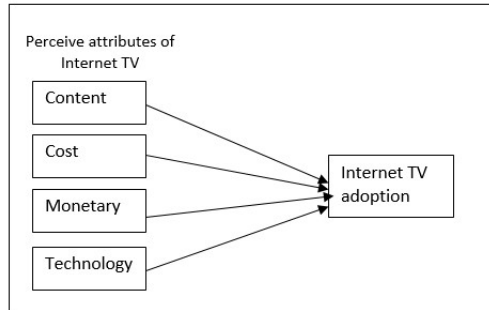 Perceive attributes of
Internet TV
Content
Cost
Monetary
Technology
Internet TV
adoption